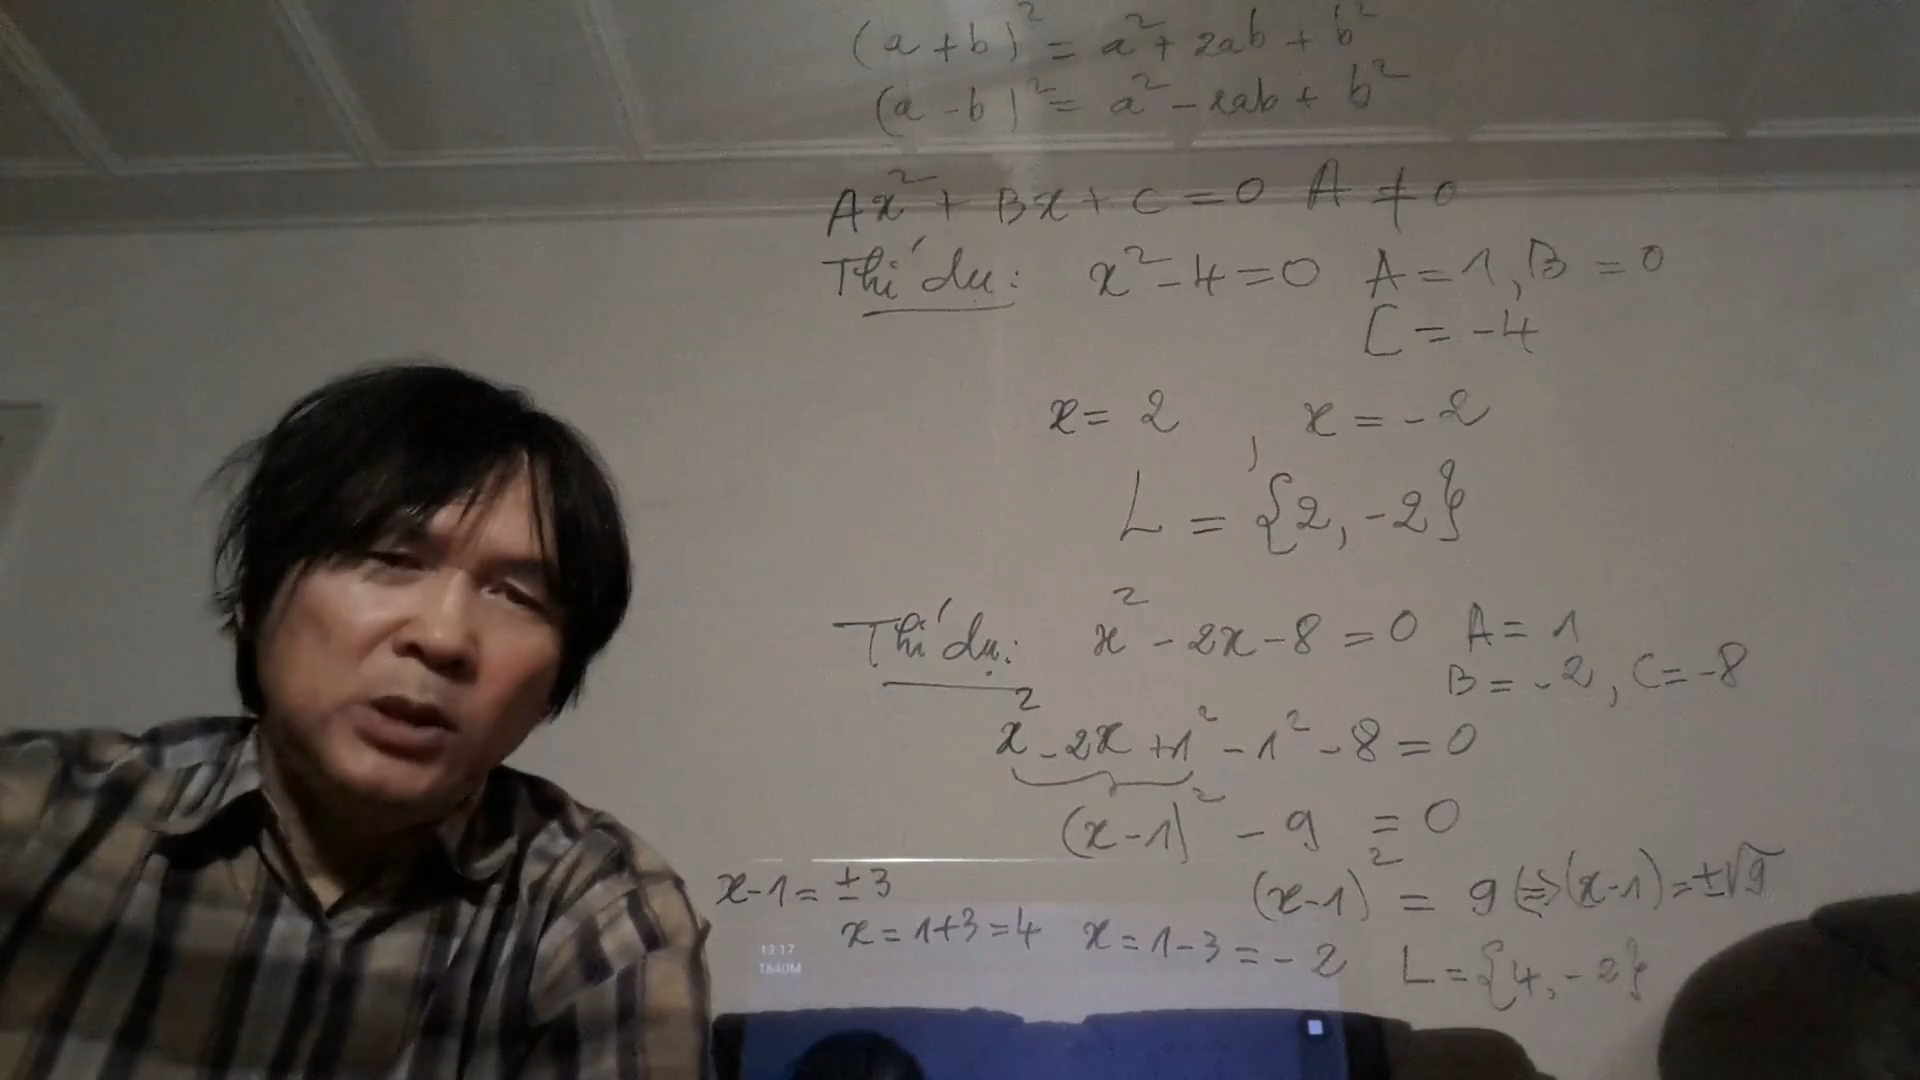 (a + b)² = a² + 2ab + b²
(a - b)² = a² - 2ab + b²
Ax² + Bx + C = 0 A ≠ 0
Thí dụ: x² - 4 = 0 A = 1, B = 0
C = -4
x = 2 , x = -2
L = {2, -2}
Thí dụ: x² - 2x - 8 = 0 A = 1
B = -2, C = -8
x² - 2x + 1² - 1² - 8 = 0
(x-1)² - 9 = 0
(x-1)² = 9 ⇔ (x-1) = ±√9
x-1 = ±3
x = 1+3 = 4 x = 1-3 = -2 L = {4, -2}